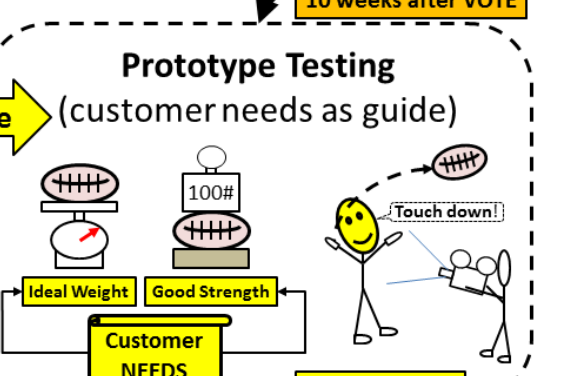 10 weeks after VOTE
Prototype Testing
(customer needs as guide)
e
100#
Touch down!
Ideal Weight
Good Strength
Customer
NEEDS